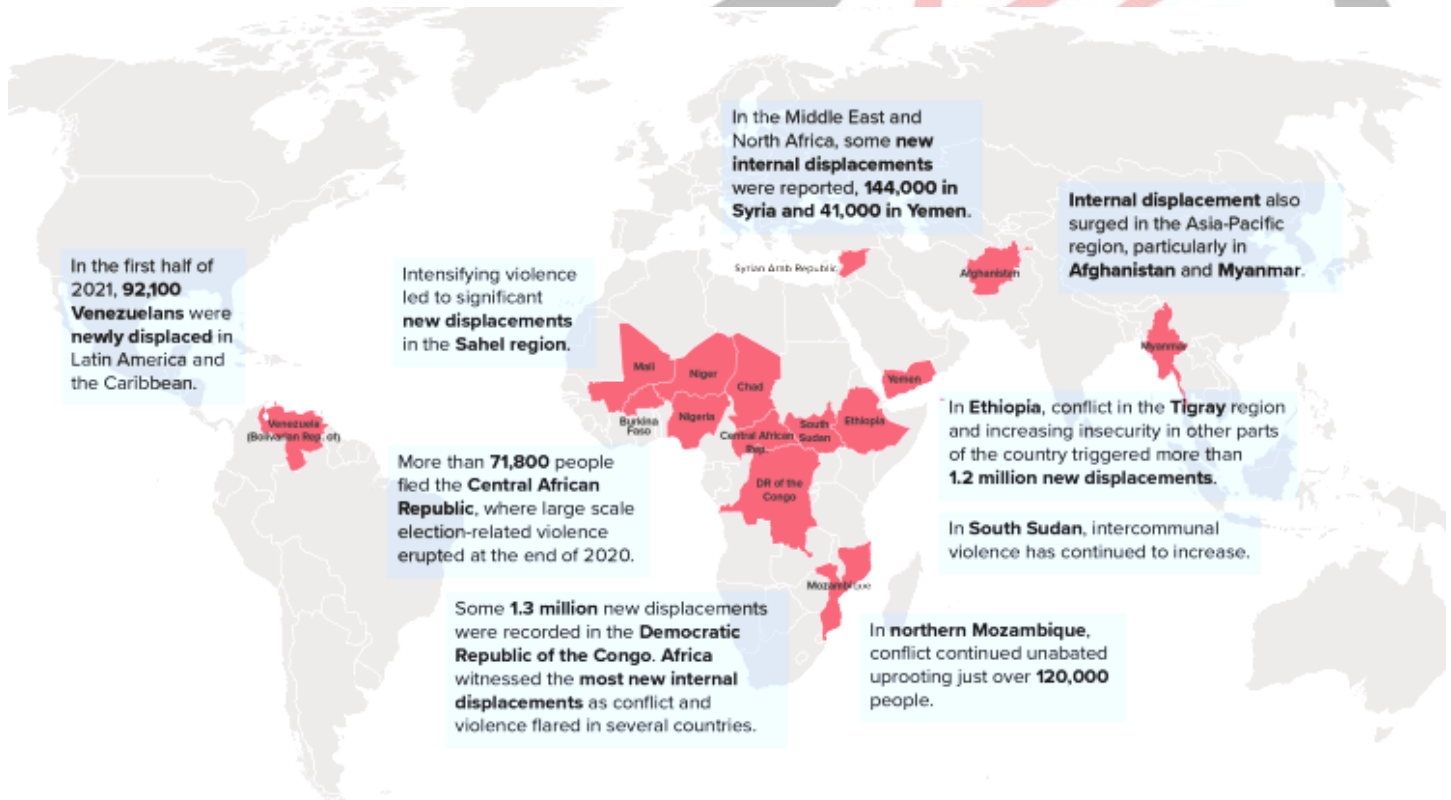 In the Middle East and
North Africa, some new
internal displacements
were reported, 144,000 in
Syria and 41,000 in Yemen.
Internal displacement also
surged in the Asia-Pacific
region, particularly in
Afghanistan and Myanmar.
In the first half of
2021, 92,100
Venezuelans were
newly displaced in
Latin America and
the Caribbean.
Intensifying violence
led to significant
new displacements
in the Sahel region.
Syrian Arab Republic
Afghanistan
Myanmar
Mali
Niger
Chad
Yemen
Burkina
Faso
Nigeria
Central African
Rep.
South
Sudan
Ethiopia
Venezuela
(Bolivarian Rep. of)
DR of the
Congo
Mozambique
In Ethiopia, conflict in the Tigray region
and increasing insecurity in other parts
of the country triggered more than
1.2 million new displacements.
More than 71,800 people
fled the Central African
Republic, where large scale
election-related violence
erupted at the end of 2020.
In South Sudan, intercommunal
violence has continued to increase.
Some 1.3 million new displacements
were recorded in the Democratic
Republic of the Congo. Africa
witnessed the most new internal
displacements as conflict and
violence flared in several countries.
In northern Mozambique,
conflict continued unabated
uprooting just over 120,000
people.